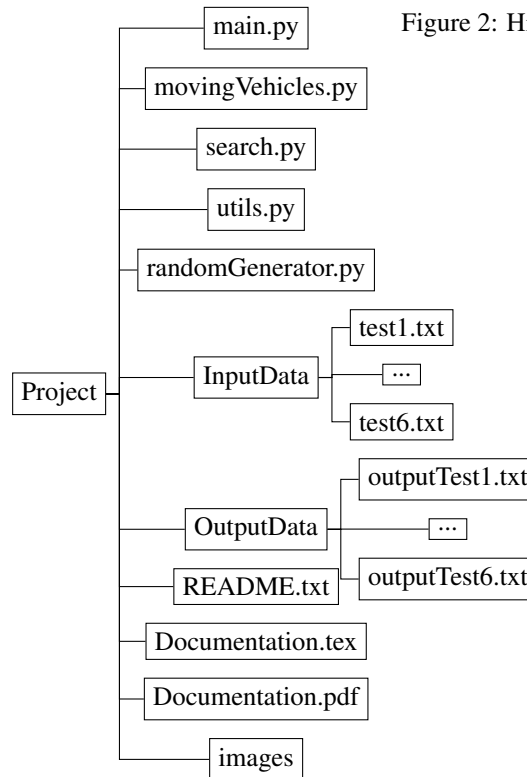 main.py
Figure 2: Hi
movingVehicles.py
search.py
utils.py
randomGenerator.py
test1.txt
InputData
...
Project
test6.txt
outputTest1.txt
OutputData
...
README.txt
outputTest6.txt
Documentation.tex
Documentation.pdf
images